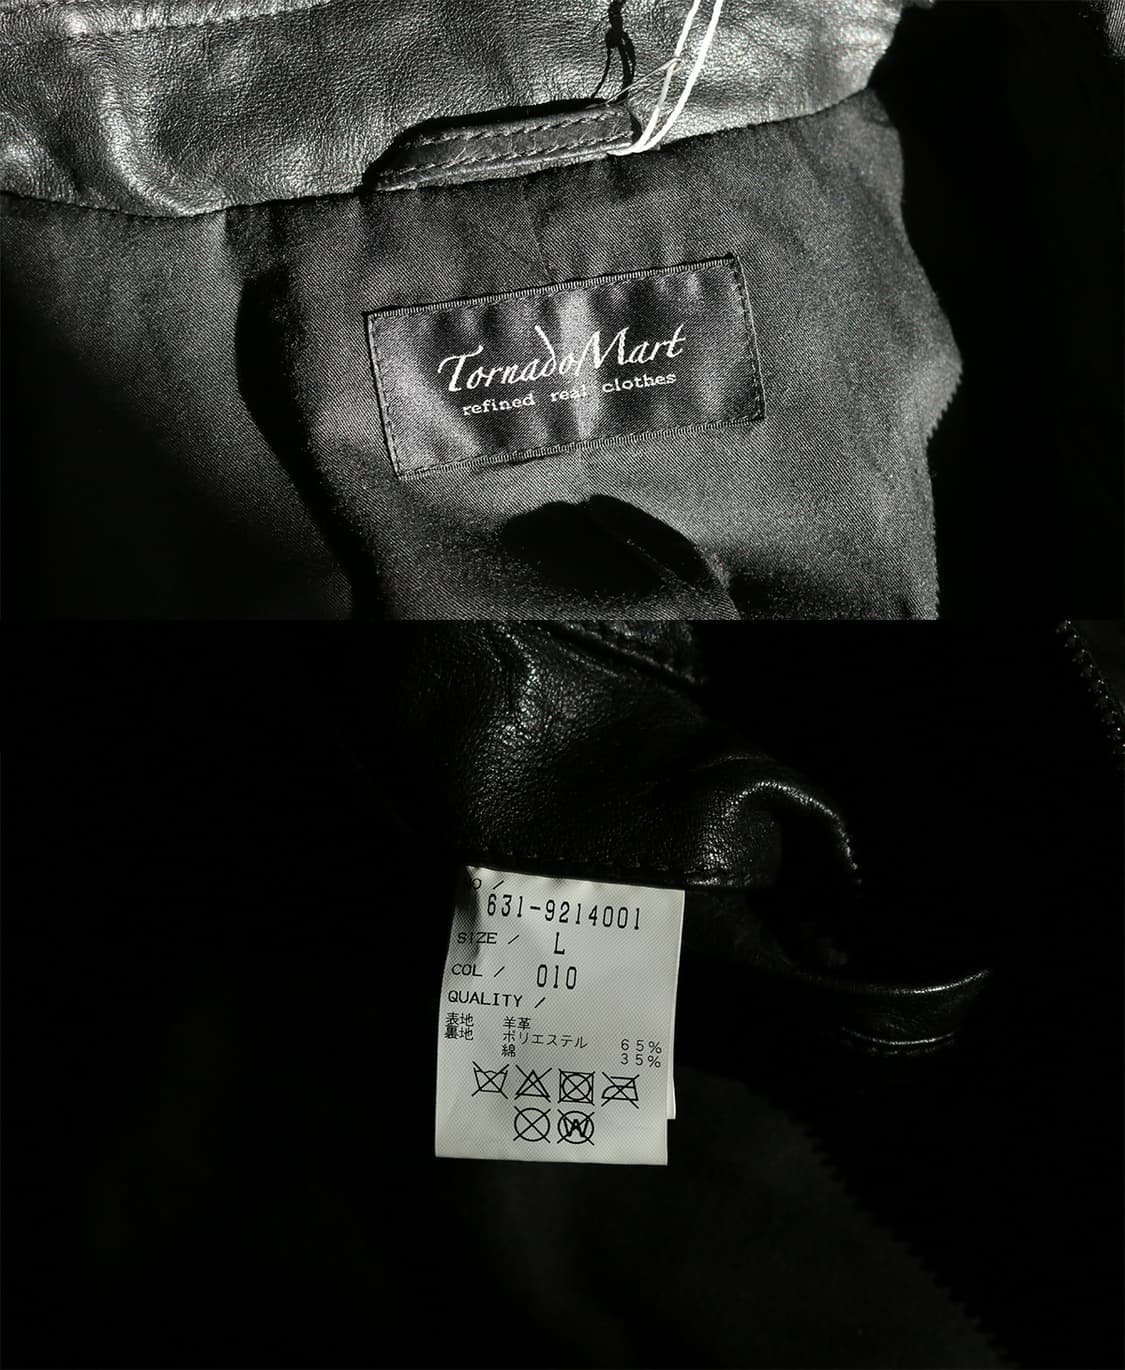 TornadoMart
refined real clothes
NO /
631-9214001
SIZE / L
COL / 010
QUALITY /
表地 羊革
裏地 ポリエステル 65%
綿 35%
W